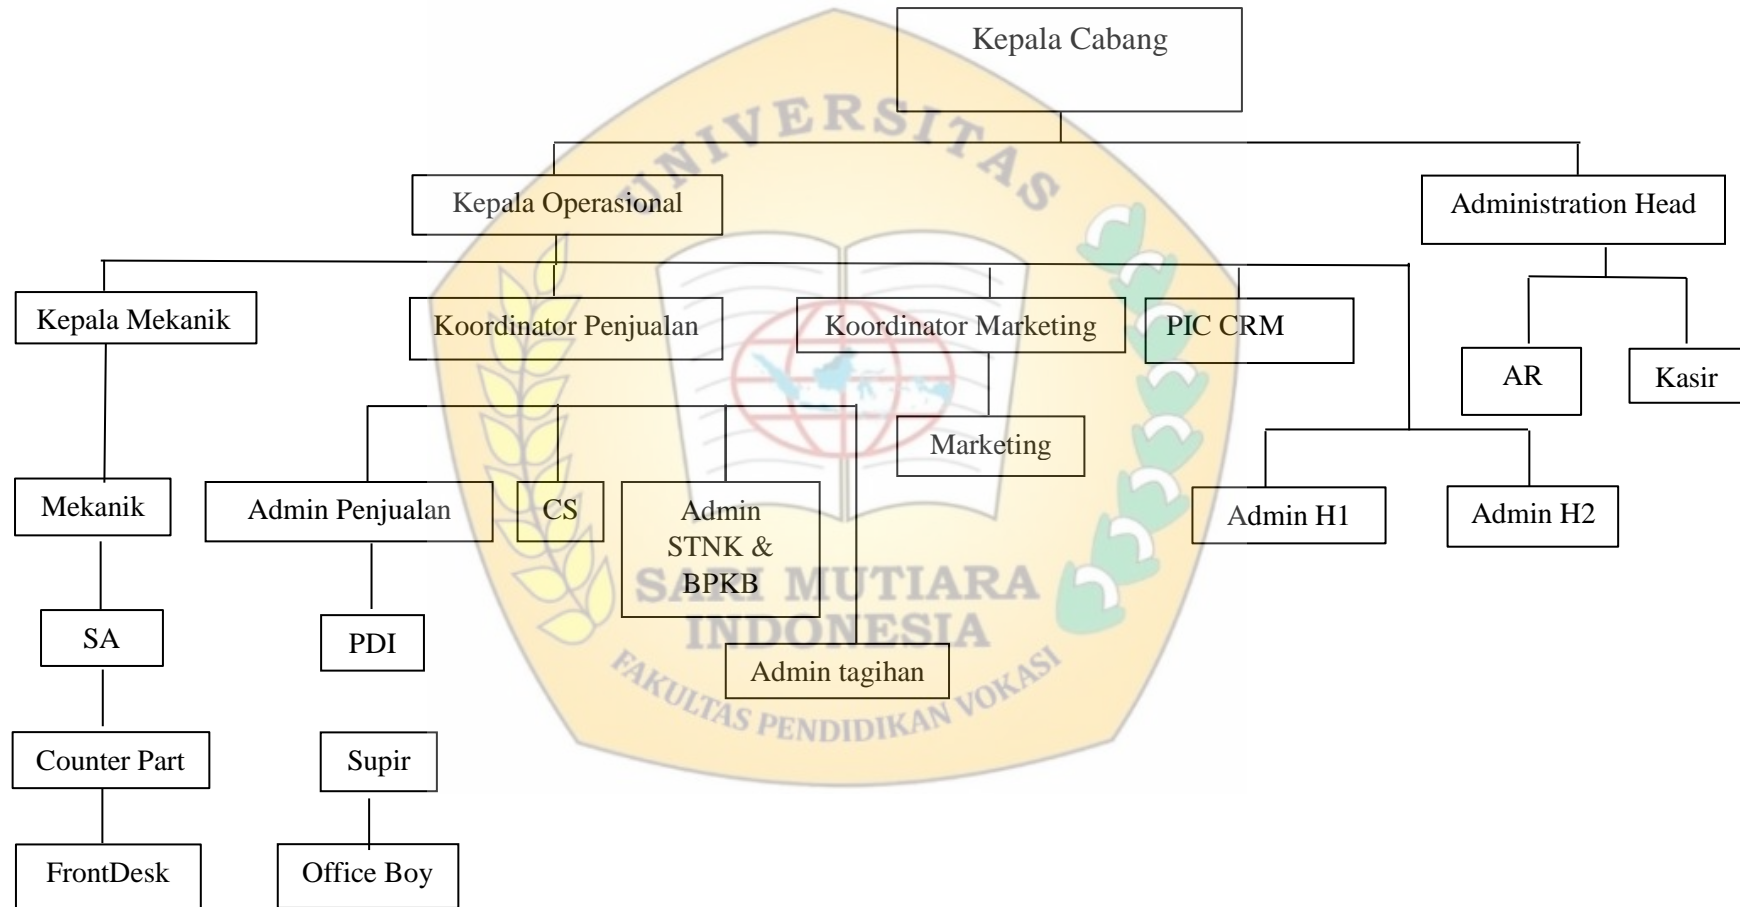 Kepala Cabang
UNIVERSITAS
Kepala Operasional
Administration Head
Kepala Mekanik
Koordinator Penjualan
Koordinator Marketing
PIC CRM
AR
Kasir
Marketing
Mekanik
Admin Penjualan
CS
Admin
STNK &
BPKB
Admin H1
Admin H2
SARI MUTIARA
INDONESIA
SA
PDI
Admin tagihan
FAKULTAS PENDIDIKAN VOKASI
Counter Part
Supir
FrontDesk
Office Boy